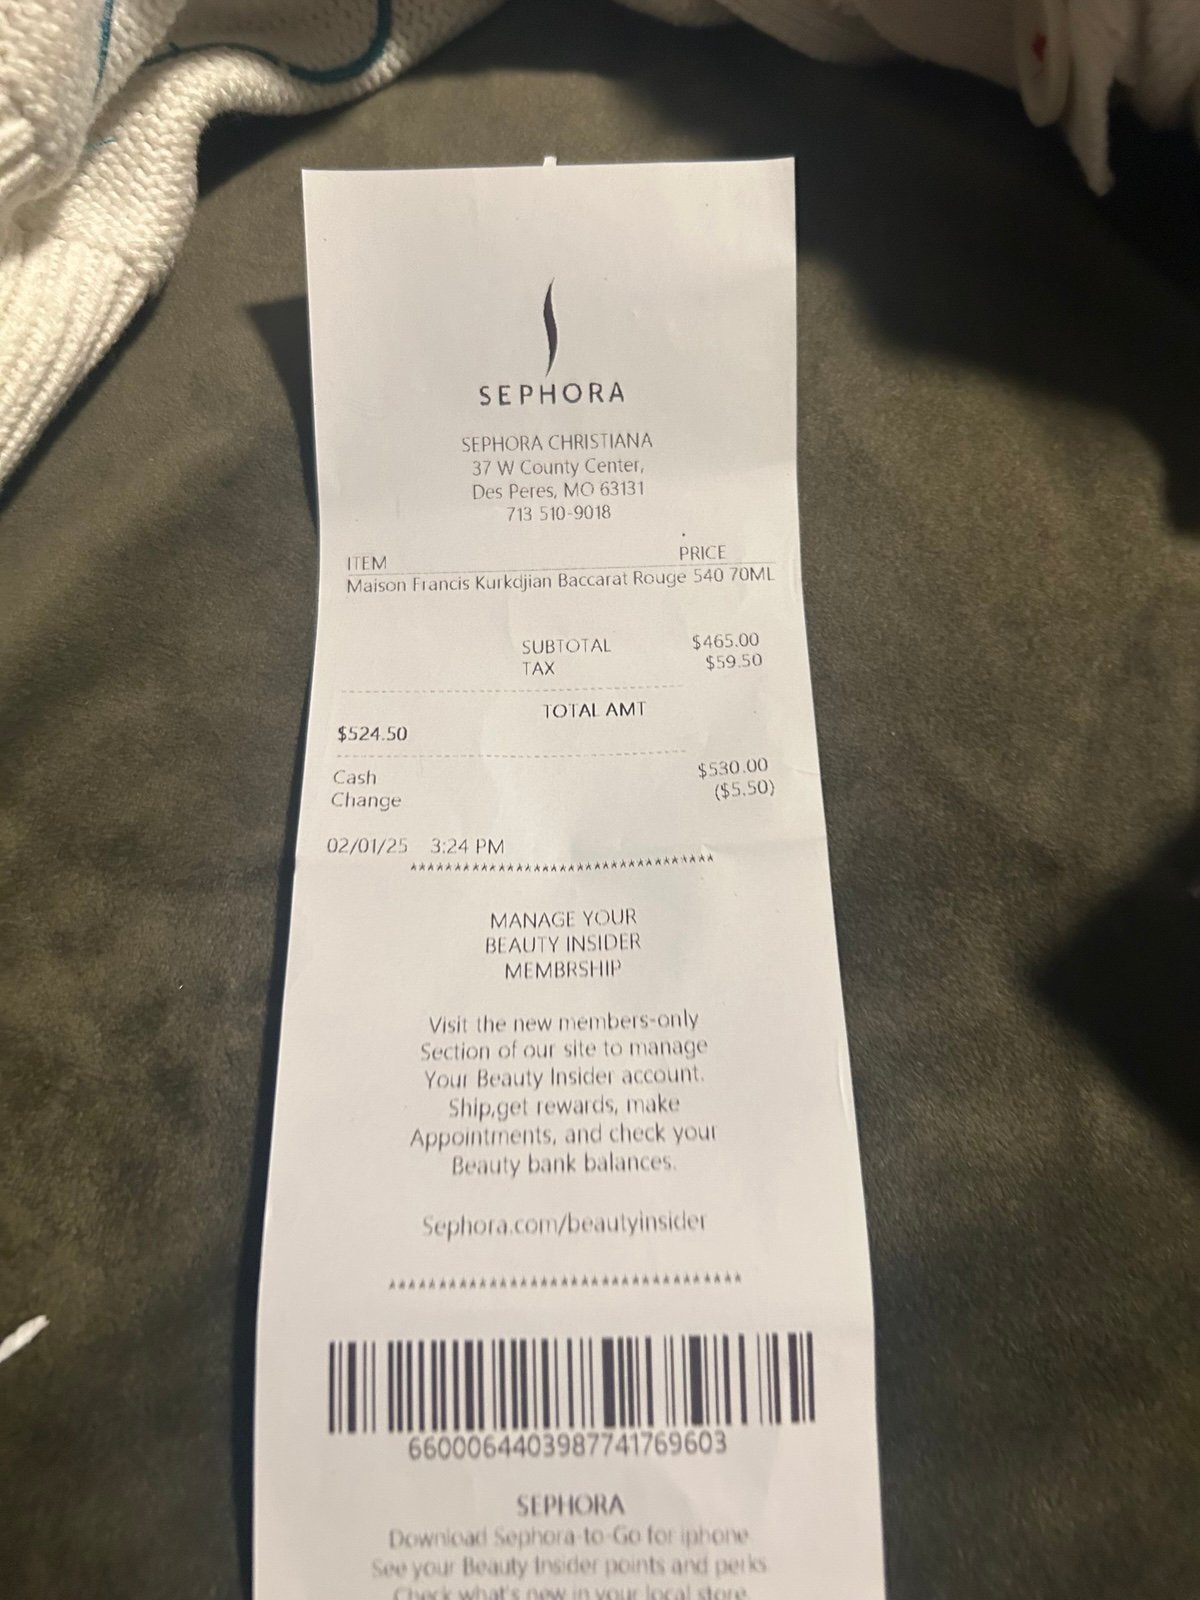 SEPHORA
SEPHORA CHRISTIANA
37 W County Center,
Des Peres, MO 63131
713 510-9018
ITEM PRICE
Maison Francis Kurkdjian Baccarat Rouge 540 70ML
SUBTOTAL $465.00
TAX $59.50
TOTAL AMT
$524.50
Cash $530.00
Change ($5.50)
02/01/25 3:24 PM
***********************************
MANAGE YOUR
BEAUTY INSIDER
MEMBRSHIP
Visit the new members-only
Section of our site to manage
Your Beauty Insider account.
Ship,get rewards, make
Appointments, and check your
Beauty bank balances.
Sephora.com/beautyinsider
***********************************
6600064403987741769603
SEPHORA
Download Sephora-to-Go for iphone
See your Beauty Insider points and perks
Check what's new in your local store